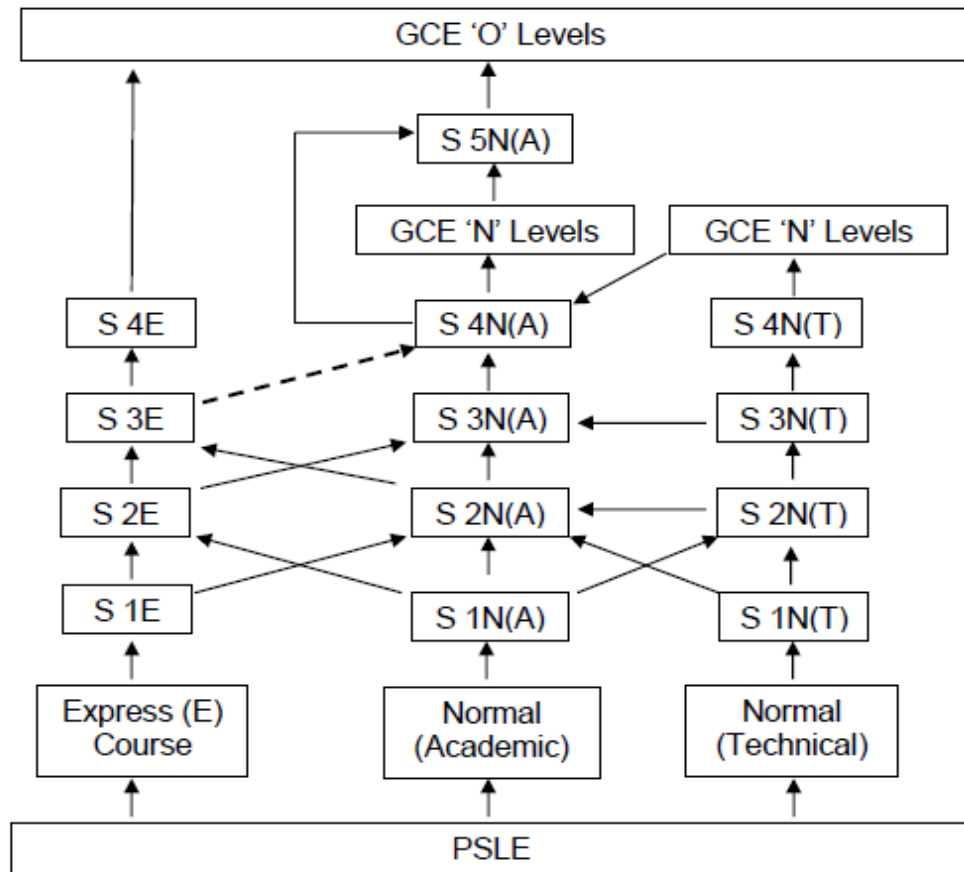 GCE ‘O’ Levels
S 5N(A)
GCE ‘N’ Levels
GCE ‘N’ Levels
S 4E
S 4N(A)
S 4N(T)
S 3E
S 3N(A)
S 3N(T)
S 2E
S 2N(A)
S 2N(T)
S 1E
S 1N(A)
S 1N(T)
Express (E)
Course
Normal
(Academic)
Normal
(Technical)
PSLE